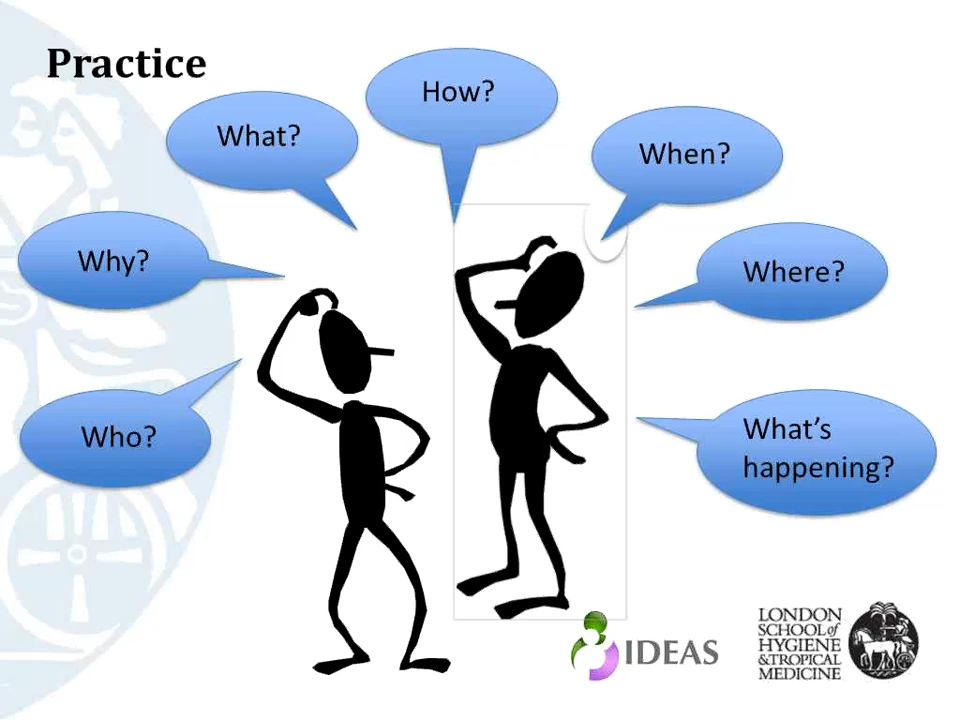 Practice
How?
What?
When?
Why?
Where?
Who?
What's
happening?
IDEAS
LONDON
SCHOOL of
HYGIENE
&TROPICAL
MEDICINE